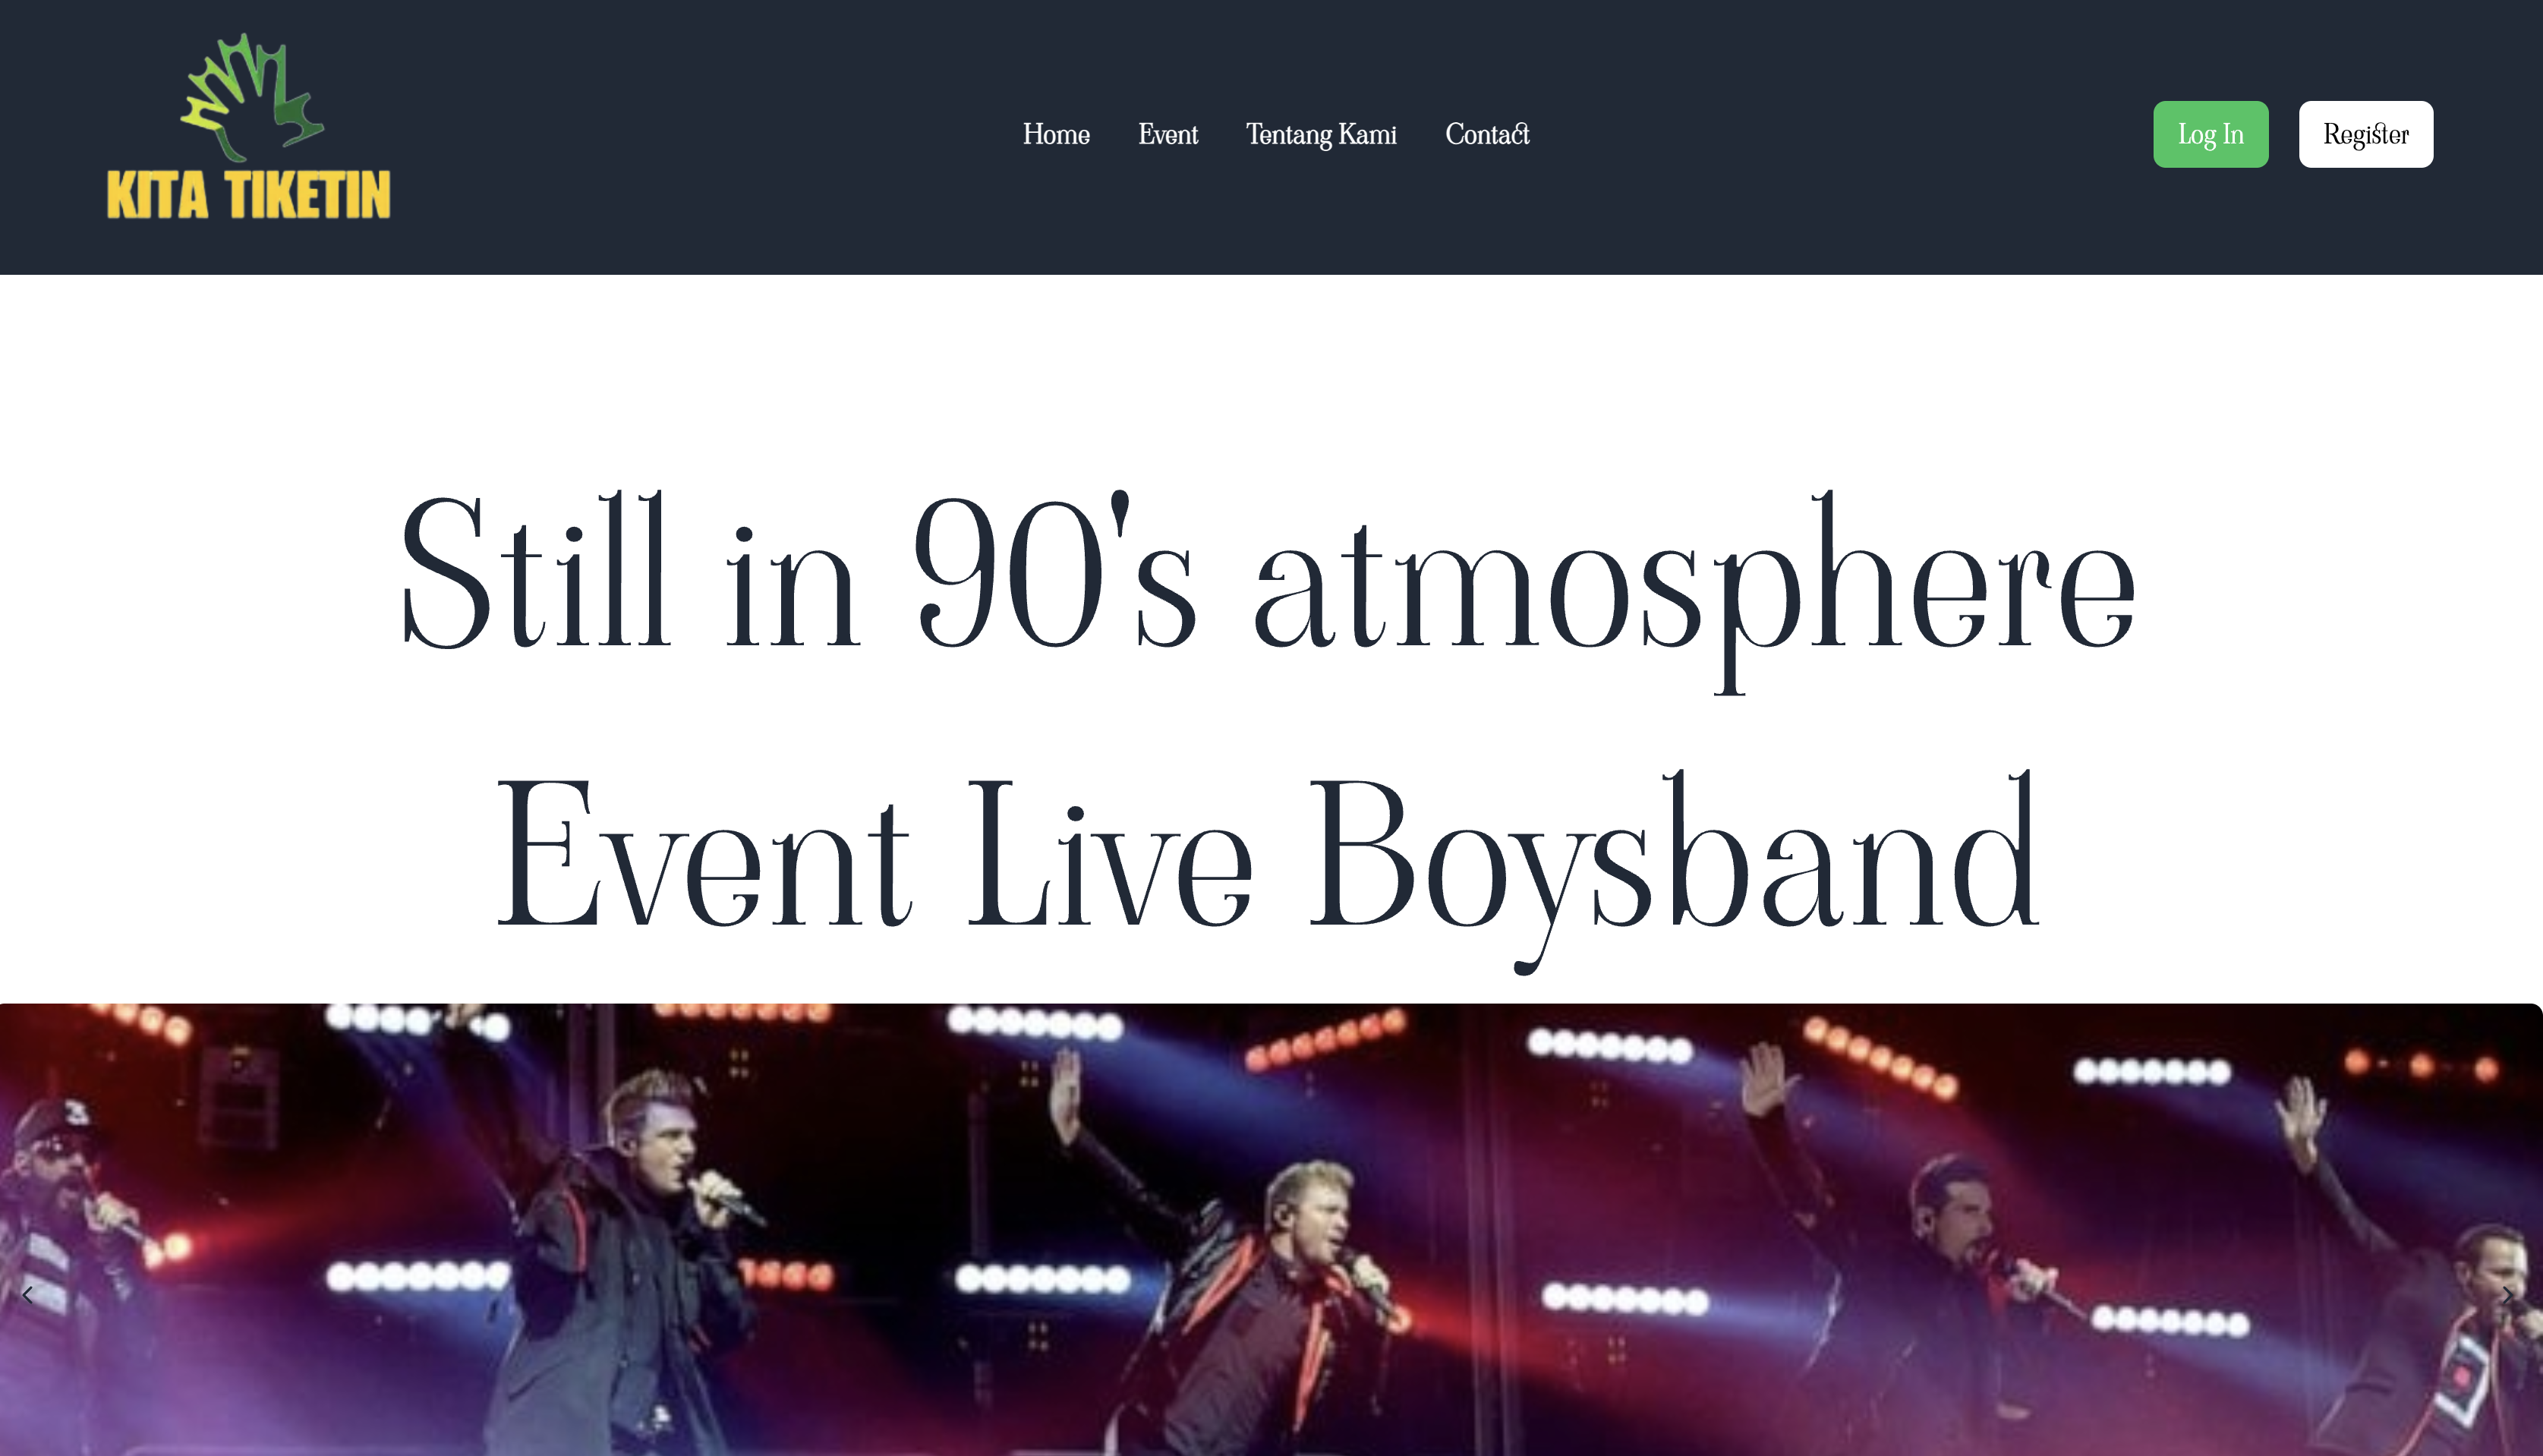 KITA TIKETIN
Home Event Tentang Kami Contact
Log In Register
Still in 90's atmosphere
Event Live Boysband